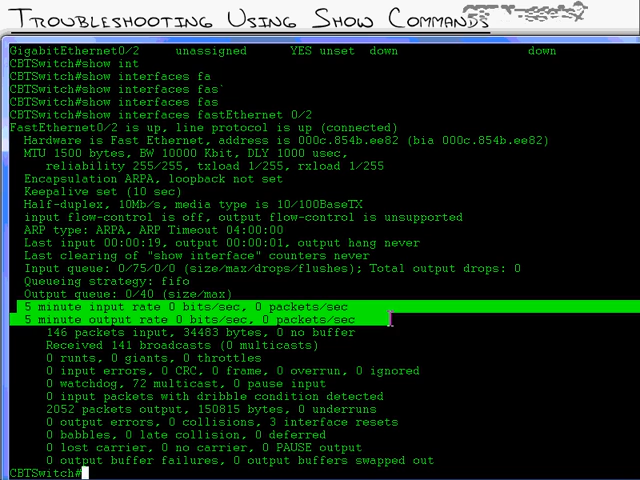 Troubleshooting Using Show Commands
GigabitEthernet0/2 unassigned YES unset down down
CBTSwitch#show int
CBTSwitch#show interfaces fa
CBTSwitch#show interfaces fas`
CBTSwitch#show interfaces fas
CBTSwitch#show interfaces fastEthernet 0/2
FastEthernet0/2 is up, line protocol is up (connected)
Hardware is Fast Ethernet, address is 000c.854b.ee82 (bia 000c.854b.ee82)
MTU 1500 bytes, BW 10000 Kbit, DLY 1000 usec,
reliability 255/255, txload 1/255, rxload 1/255
Encapsulation ARPA, loopback not set
Keepalive set (10 sec)
Half-duplex, 10Mb/s, media type is 10/100BaseTX
input flow-control is off, output flow-control is unsupported
ARP type: ARPA, ARP Timeout 04:00:00
Last input 00:00:19, output 00:00:01, output hang never
Last clearing of "show interface" counters never
Input queue: 0/75/0/0 (size/max/drops/flushes); Total output drops: 0
Queueing strategy: fifo
Output queue: 0/40 (size/max)
5 minute input rate 0 bits/sec, 0 packets/sec
5 minute output rate 0 bits/sec, 0 packets/sec
146 packets input, 34483 bytes, 0 no buffer
Received 141 broadcasts (0 multicasts)
0 runts, 0 giants, 0 throttles
0 input errors, 0 CRC, 0 frame, 0 overrun, 0 ignored
0 watchdog, 72 multicast, 0 pause input
0 input packets with dribble condition detected
2052 packets output, 150815 bytes, 0 underruns
0 output errors, 0 collisions, 3 interface resets
0 babbles, 0 late collision, 0 deferred
0 lost carrier, 0 no carrier, 0 PAUSE output
0 output buffer failures, 0 output buffers swapped out
CBTSwitch#